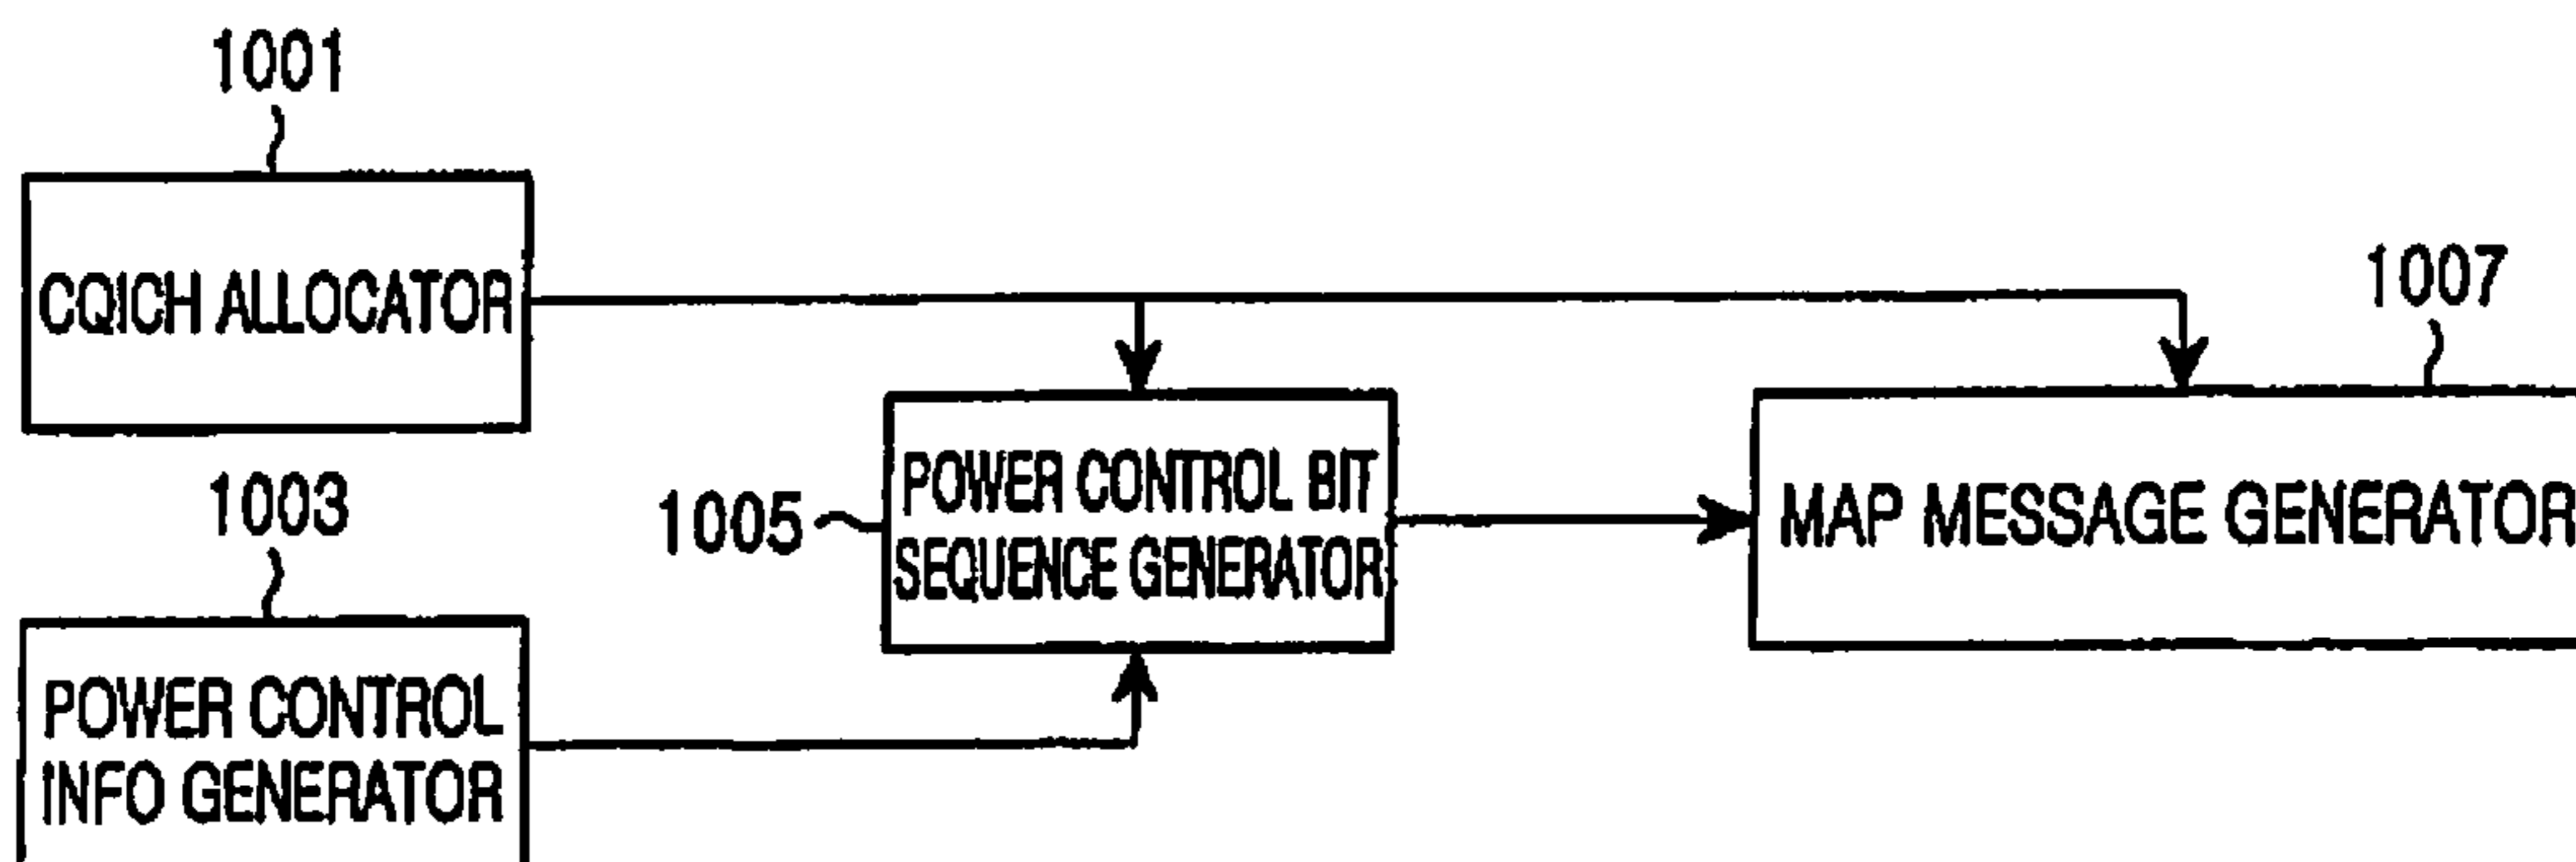 1001
CQICH ALLOCATOR
1003
POWER CONTROL
INFO GENERATOR
1005
POWER CONTROL BIT
SEQUENCE GENERATOR
1007
MAP MESSAGE GENERATOR